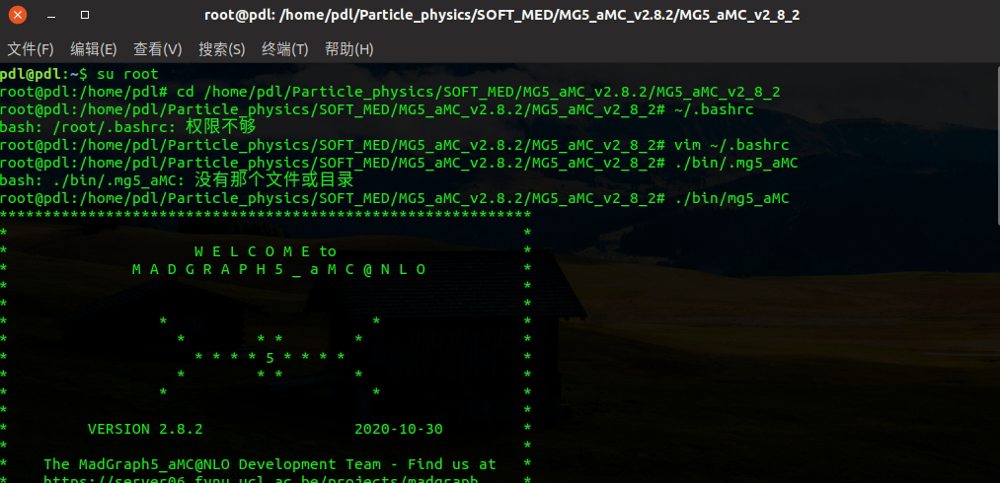 root@pdl: /home/pdl/Particle_physics/SOFT_MED/MG5_aMC_v2.8.2/MG5_aMC_v2_8_2
文件(F) 编辑(E) 查看(V) 搜索(S) 终端(T) 帮助(H)
pdl@pdl:~$ su root
root@pdl:/home/pdl# cd /home/pdl/Particle_physics/SOFT_MED/MG5_aMC_v2.8.2/MG5_aMC_v2_8_2
root@pdl:/home/pdl/Particle_physics/SOFT_MED/MG5_aMC_v2.8.2/MG5_aMC_v2_8_2# ~/.bashrc
bash: /root/.bashrc: 权限不够
root@pdl:/home/pdl/Particle_physics/SOFT_MED/MG5_aMC_v2.8.2/MG5_aMC_v2_8_2# vim ~/.bashrc
root@pdl:/home/pdl/Particle_physics/SOFT_MED/MG5_aMC_v2.8.2/MG5_aMC_v2_8_2# ./bin/.mg5_aMC
bash: ./bin/.mg5_aMC: 没有那个文件或目录
root@pdl:/home/pdl/Particle_physics/SOFT_MED/MG5_aMC_v2.8.2/MG5_aMC_v2_8_2# ./bin/mg5_aMC
************************************************************
* *
* W E L C O M E to *
* M A D G R A P H 5 _ a M C @ N L O *
* *
* *
* * * *
* * * * * *
* * * * * 5 * * * * *
* * * * * *
* * * *
* *
* VERSION 2.8.2 2020-10-30 *
* *
* The MadGraph5_aMC@NLO Development Team - Find us at *
* https://server06.fynu.ucl.ac.be/projects/madgraph *